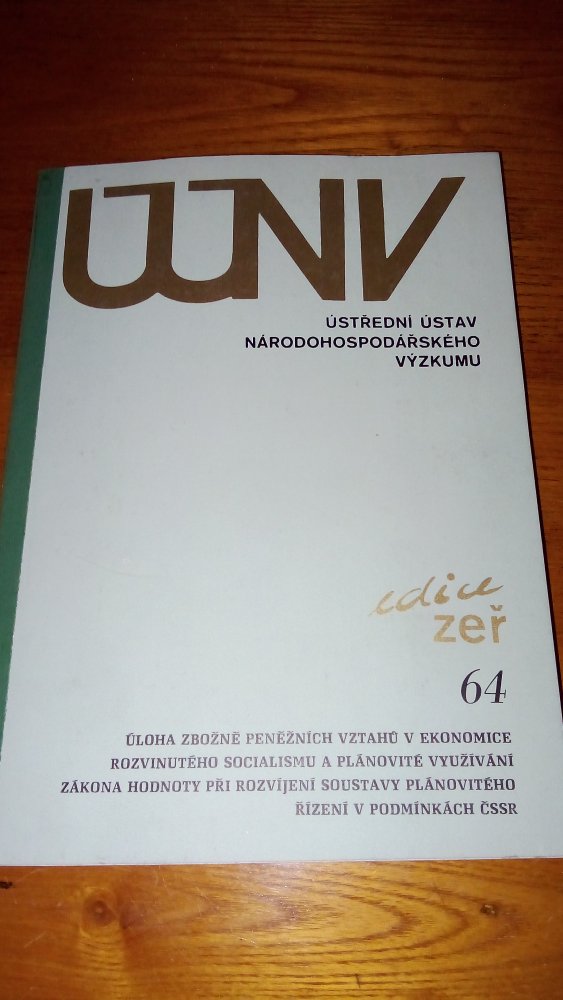 ÚÚNV
ÚSTŘEDNÍ ÚSTAV
NÁRODOHOSPODÁŘSKÉHO
VÝZKUMU
edice
zeř
64
ÚLOHA ZBOŽNĚ PENĚŽNÍCH VZTAHŮ V EKONOMICE
ROZVINUTÉHO SOCIALISMU A PLÁNOVITÉ VYUŽÍVÁNÍ
ZÁKONA HODNOTY PŘI ROZVÍJENÍ SOUSTAVY PLÁNOVITÉHO
ŘÍZENÍ V PODMÍNKÁCH ČSSR